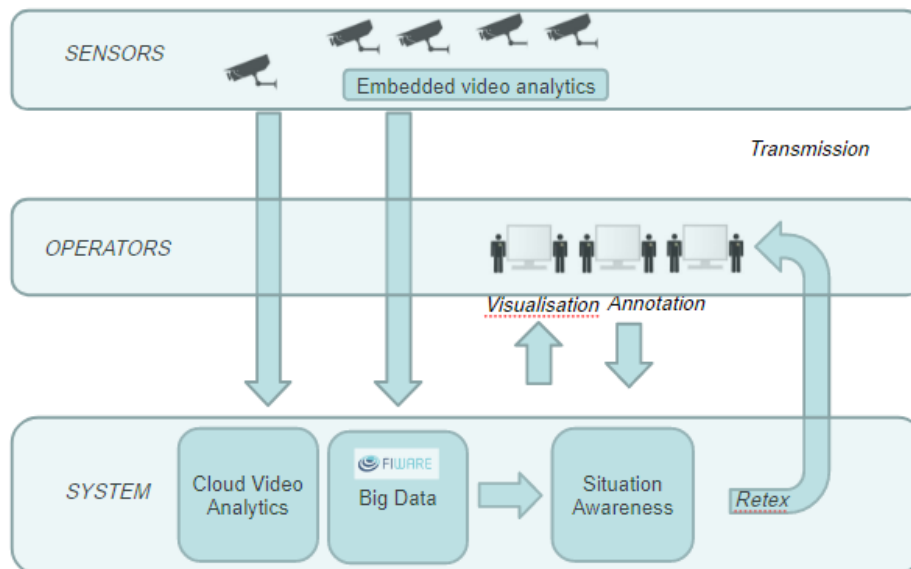 SENSORS
Embedded video analytics
Transmission
OPERATORS
Visualisation
Annotation
SYSTEM
Cloud Video
Analytics
FIWARE
Big Data
Situation
Awareness
Retex